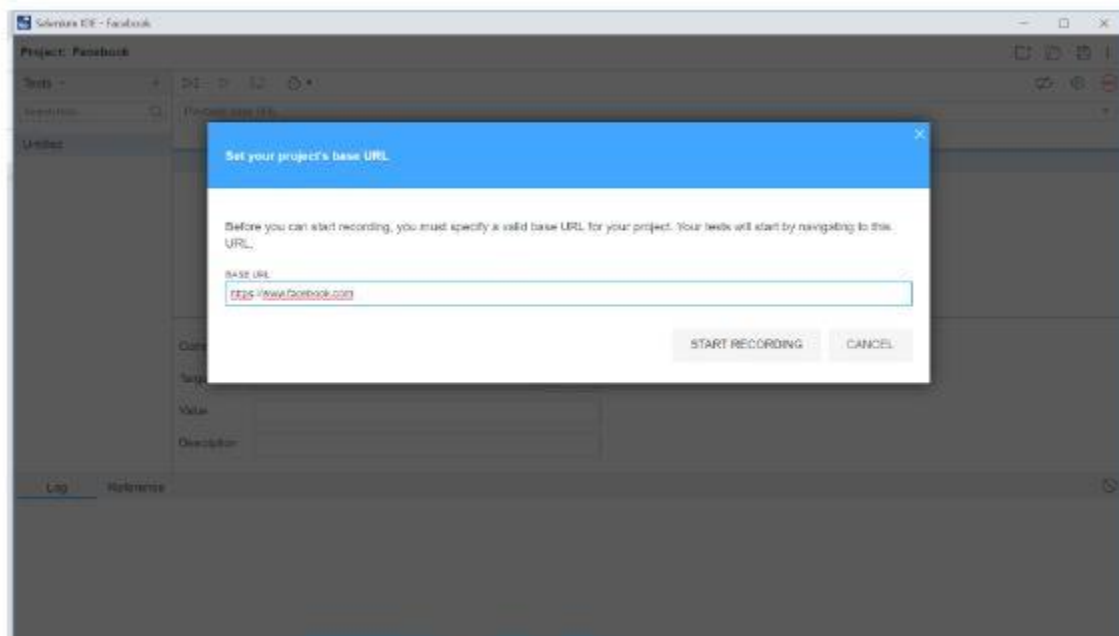 Selenium IDE - Facebook
Project: Facebook
Tests
Untitled
Set your project's base URL
Before you can start recording, you must specify a valid base URL for your project. Your tests will start by navigating to this
URL.
BASE URL
https://www.facebook.com
START RECORDING
CANCEL
Value
Description
Log
Reference